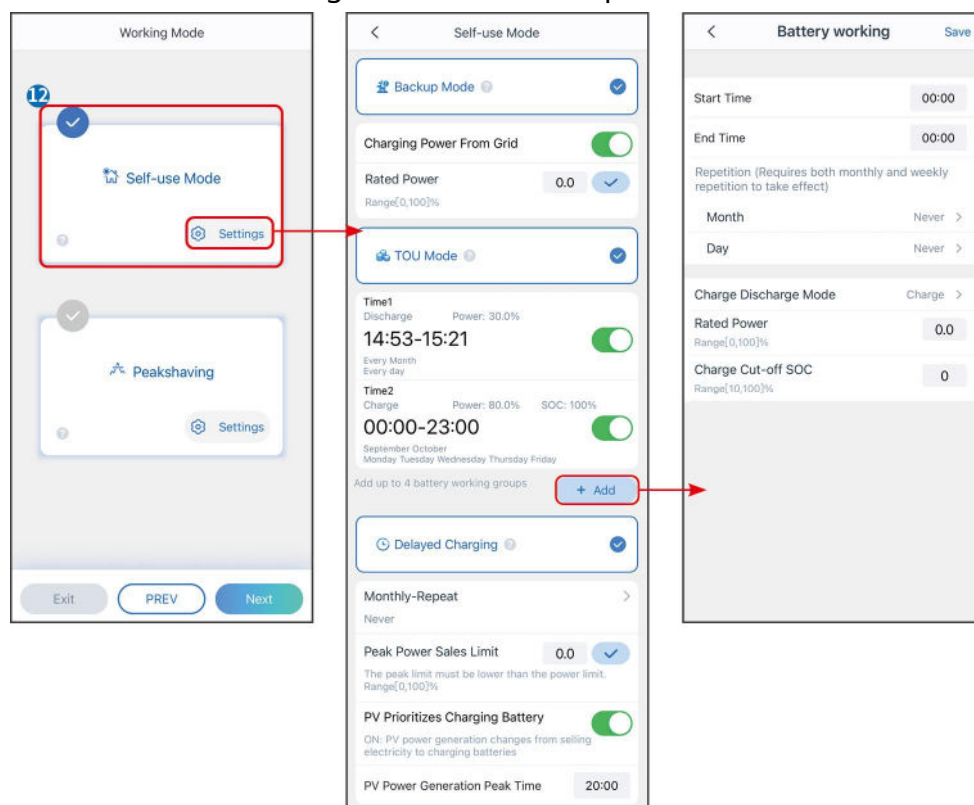 12
Working Mode
Self-use Mode
Settings
Peakshaving
Settings
Exit
PREV
Next
Self-use Mode
Backup Mode
Charging Power From Grid
Rated Power
0.0
Range[0,100]%
TOU Mode
Time1
Discharge Power: 30.0%
14:53-15:21
Every Month
Every day
Time2
Charge Power: 80.0% SOC: 100%
00:00-23:00
September October
Monday Tuesday Wednesday Thursday Friday
Add up to 4 battery working groups
+ Add
Delayed Charging
Monthly-Repeat
Never
Peak Power Sales Limit
0.0
The peak limit must be lower than the power limit.
Range[0,100]%
PV Prioritizes Charging Battery
ON: PV power generation changes from selling
electricity to charging batteries
PV Power Generation Peak Time 20:00
Battery working Save
Start Time 00:00
End Time 00:00
Repetition (Requires both monthly and weekly
repetition to take effect)
Month Never
Day Never
Charge Discharge Mode Charge
Rated Power
0.0
Range[0,100]%
Charge Cut-off SOC
0
Range[10,100]%